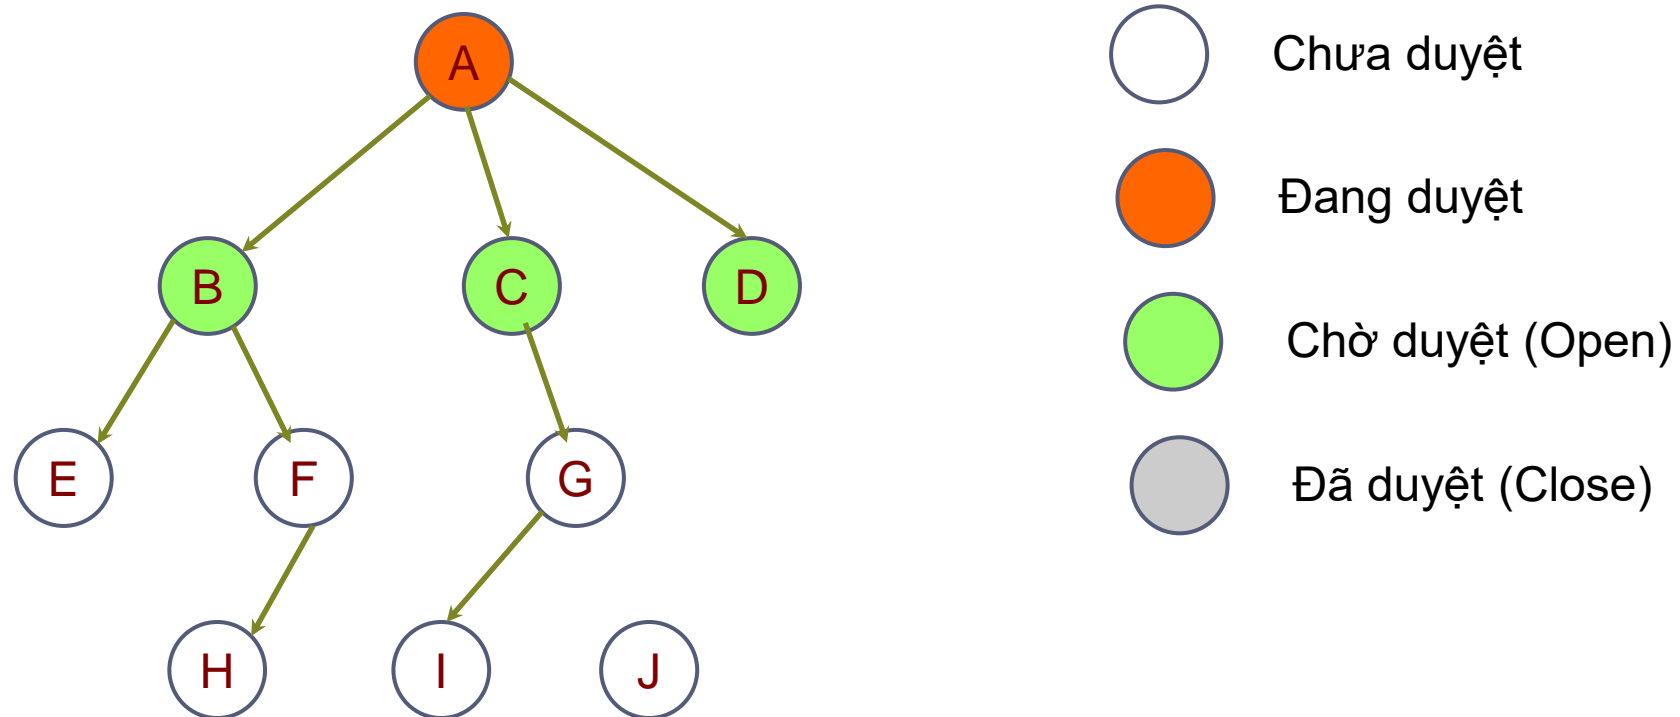 A
B
C
D
E
F
G
H
I
J
Chưa duyệt
Đang duyệt
Chờ duyệt (Open)
Đã duyệt (Close)